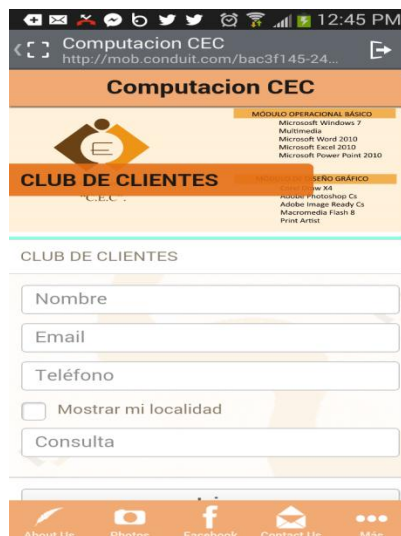 12:45 PM
Computacion CEC
http://mob.conduit.com/bac3f145-24...
Computacion CEC
MÓDULO OPERACIONAL BÁSICO
Micrososft Windows 7
Multimedia
Microsoft Word 2010
Microsoft Excel 2010
Microsoft Power Point 2010
CLUB DE CLIENTES
"C.E.C".
DISEÑO GRÁFICO
X4
Adobe Photoshop Cs
Adobe Image Ready Cs
Macromedia Flash 8
Print Artist
CLUB DE CLIENTES
Nombre
Email
Teléfono
Mostrar mi localidad
Consulta
About Us
Photos
Facebook
Contact Us
Más